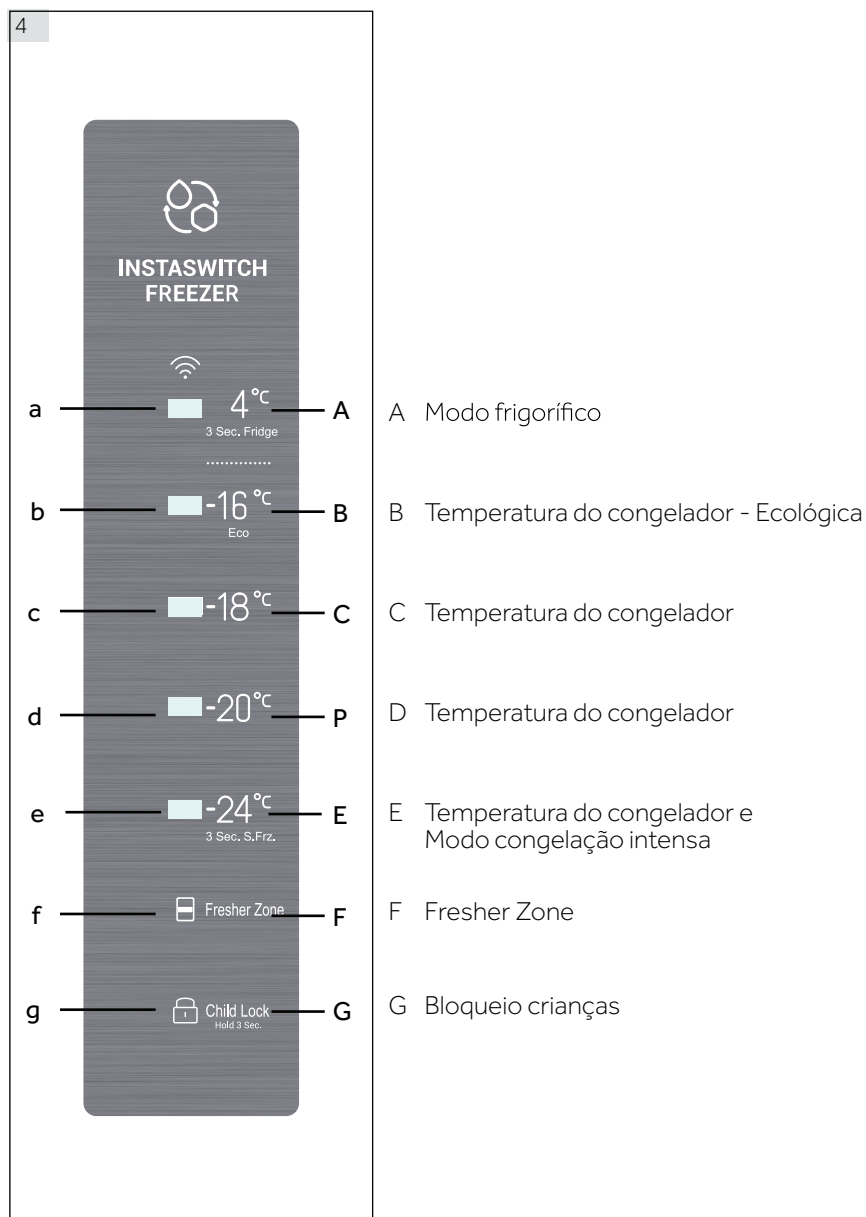 4
INSTASWITCH
FREEZER
a 4°C A A Modo frigorífico
3 Sec. Fridge
b -16°C B B Temperatura do congelador - Ecológica
Eco
c -18°C C C Temperatura do congelador
d -20°C P D Temperatura do congelador
e -24°C E E Temperatura do congelador e
3 Sec. S.Frz. Modo congelação intensa
f Fresher Zone F F Fresher Zone
g Child Lock G G Bloqueio crianças
Hold 3 Sec.